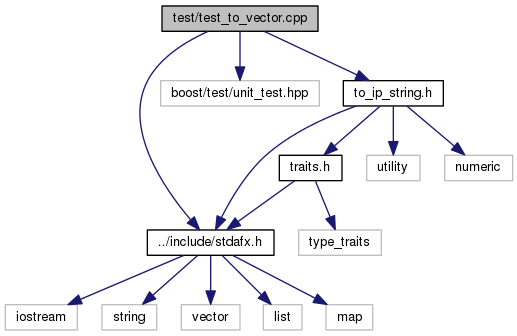 test/test_to_vector.cpp
boost/test/unit_test.hpp
to_ip_string.h
traits.h
utility
numeric
../include/stdafx.h
type_traits
iostream
string
vector
list
map